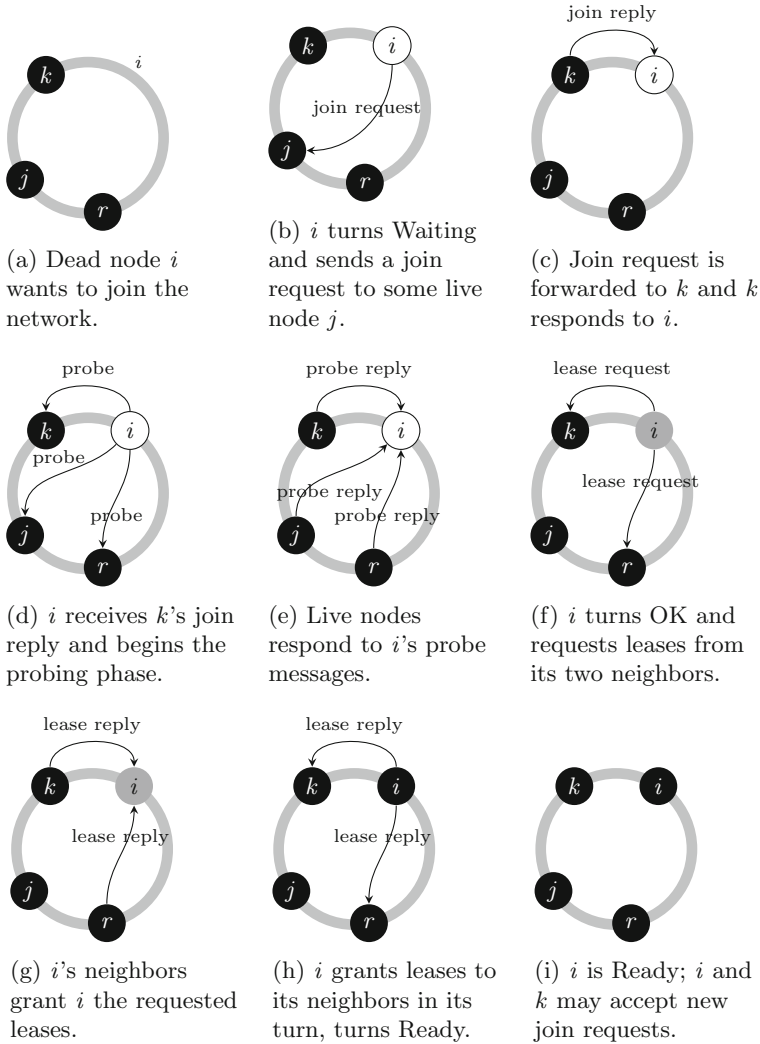 i
k
j
r
k
i
join request
j
r
join reply
k
i
j
r
(a) Dead node i
wants to join the
network.
(b) i turns Waiting
and sends a join
request to some live
node j.
(c) Join request is
forwarded to k and k
responds to i.
probe
k
i
probe
probe
j
r
probe reply
k
i
probe reply
probe reply
j
r
lease request
k
i
lease request
j
r
(d) i receives k's join
reply and begins the
probing phase.
(e) Live nodes
respond to i's probe
messages.
(f) i turns OK and
requests leases from
its two neighbors.
lease reply
k
i
lease reply
j
r
lease reply
k
i
lease reply
j
r
k
i
j
r
(g) i's neighbors
grant i the requested
leases.
(h) i grants leases to
its neighbors in its
turn, turns Ready.
(i) i is Ready; i and
k may accept new
join requests.